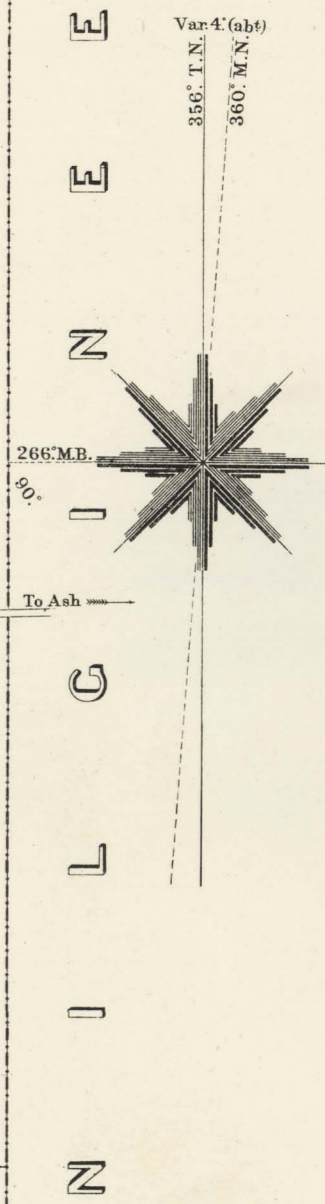 Var. 4° (abt)
356° T.N.
360° M.N.
266° M.B.
90°
To Ash
N I L G I N E E